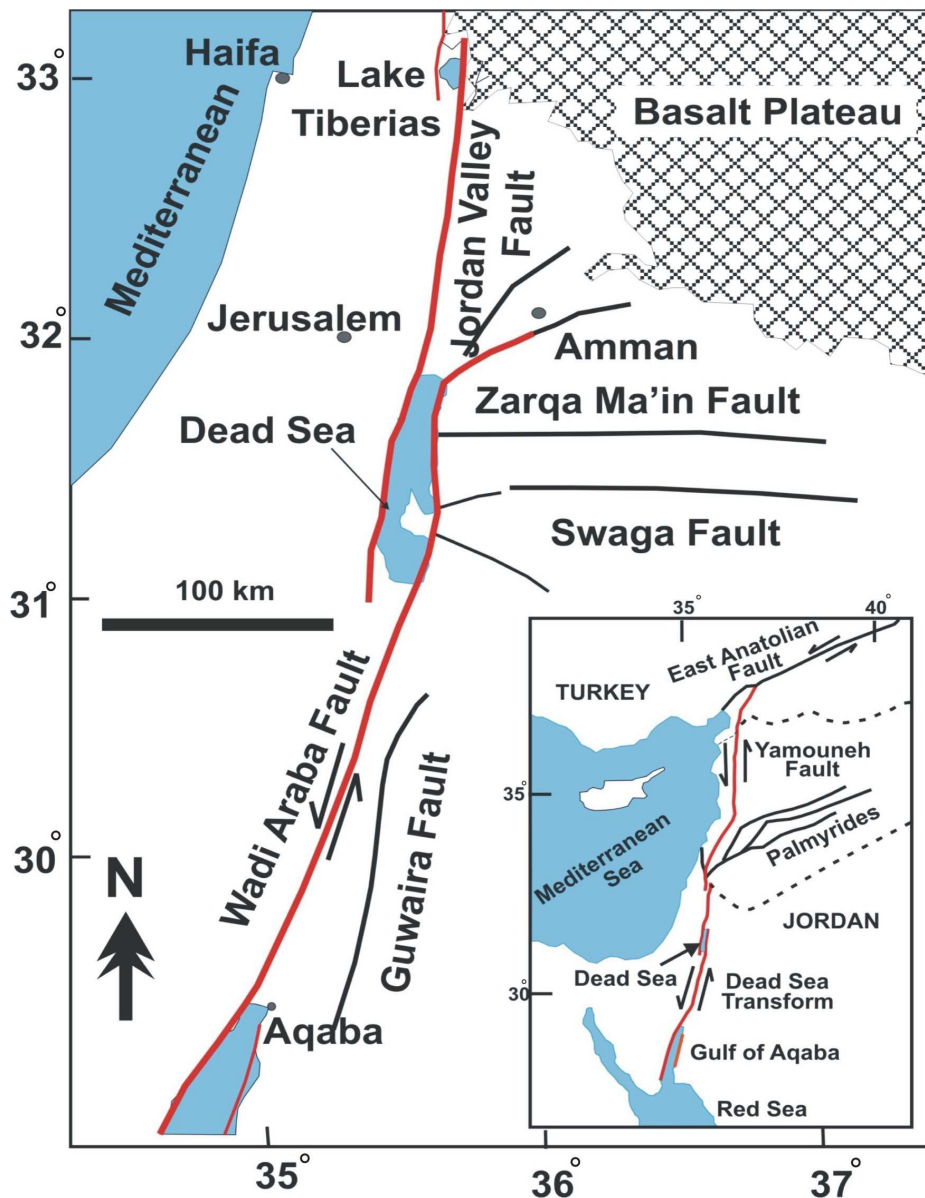 33°
Haifa
Lake
Tiberias
Basalt Plateau
Mediterranean
Jordan Valley
Fault
32°
Jerusalem
Amman
Zarqa Ma'in Fault
Dead Sea
Swaga Fault
31°
100 km
Wadi Araba Fault
Guwaira Fault
30°
N
Aqaba
35°
36°
37°
35°
40°
East Anatolian
Fault
TURKEY
Yamouneh
Fault
35°
Palmyrides
Mediterranean
Sea
JORDAN
Dead Sea
30°
Dead Sea
Transform
Gulf of Aqaba
Red Sea